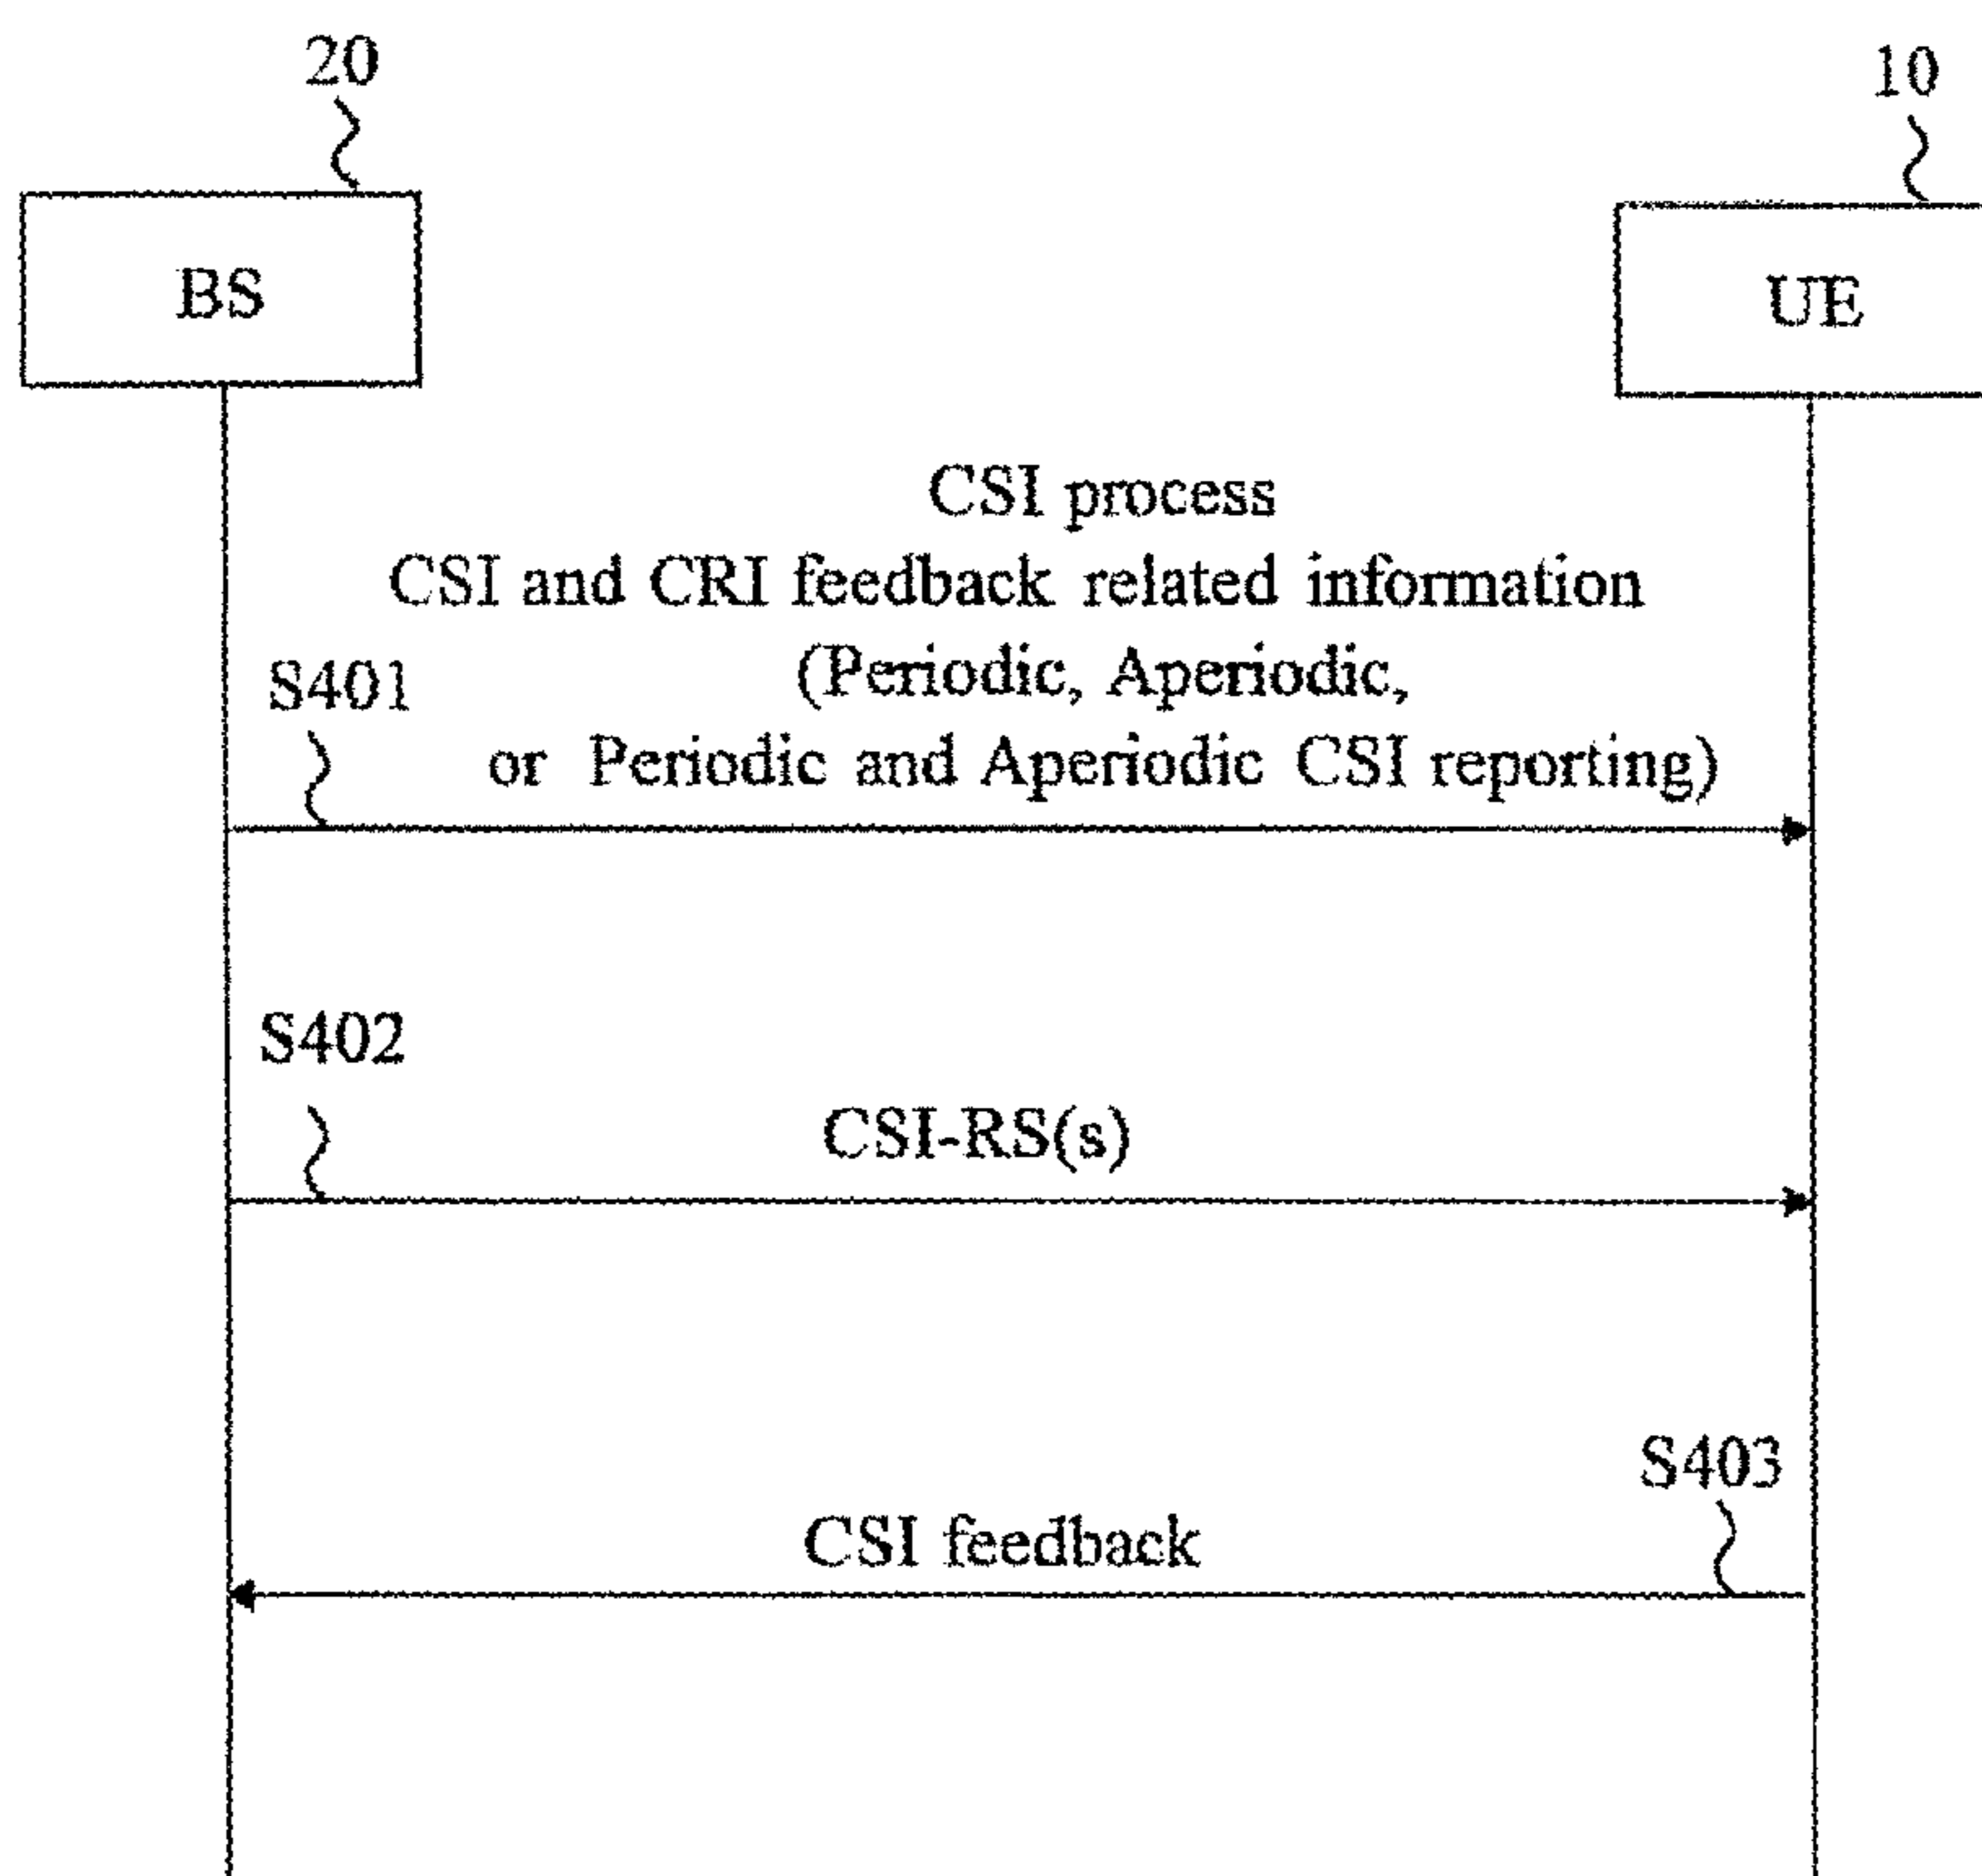 20
10
BS
UE
CSI process
CSI and CRI feedback related information
(Periodic, Aperiodic,
or Periodic and Aperiodic CSI reporting)
S401
S402
CSI-RS(s)
S403
CSI feedback